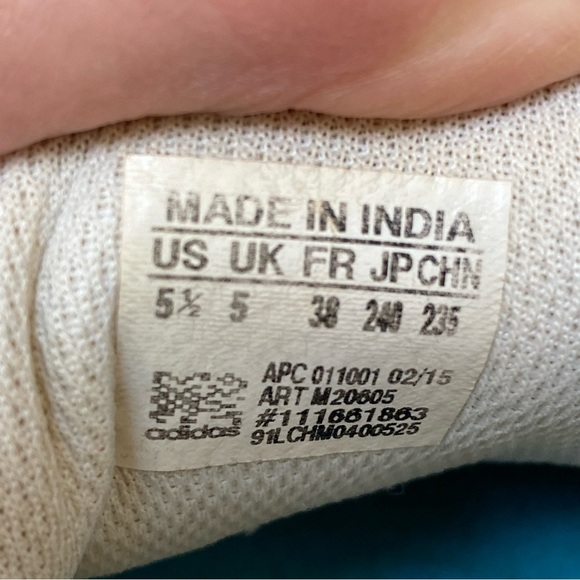 MADE IN INDIA
US UK FR JP CHN
5½ 5 38 240 235
APC 011001 02/15
ART M20605
#111661863
adidas 91LCHM0400525